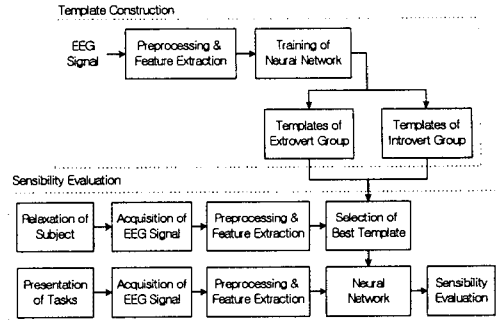 Template Construction
EEG
Signal
Preprocessing &
Feature Extraction
Training of
Neural Network
Templates of
Extrovert Group
Templates of
Introvert Group
Sensibility Evaluation
Relaxation of
Subject
Acquisition of
EEG Signal
Preprocessing &
Feature Extraction
Selection of
Best Template
Presentation
of Tasks
Acquisition of
EEG Signal
Preprocessing &
Feature Extraction
Neural
Network
Sensibility
Evaluation